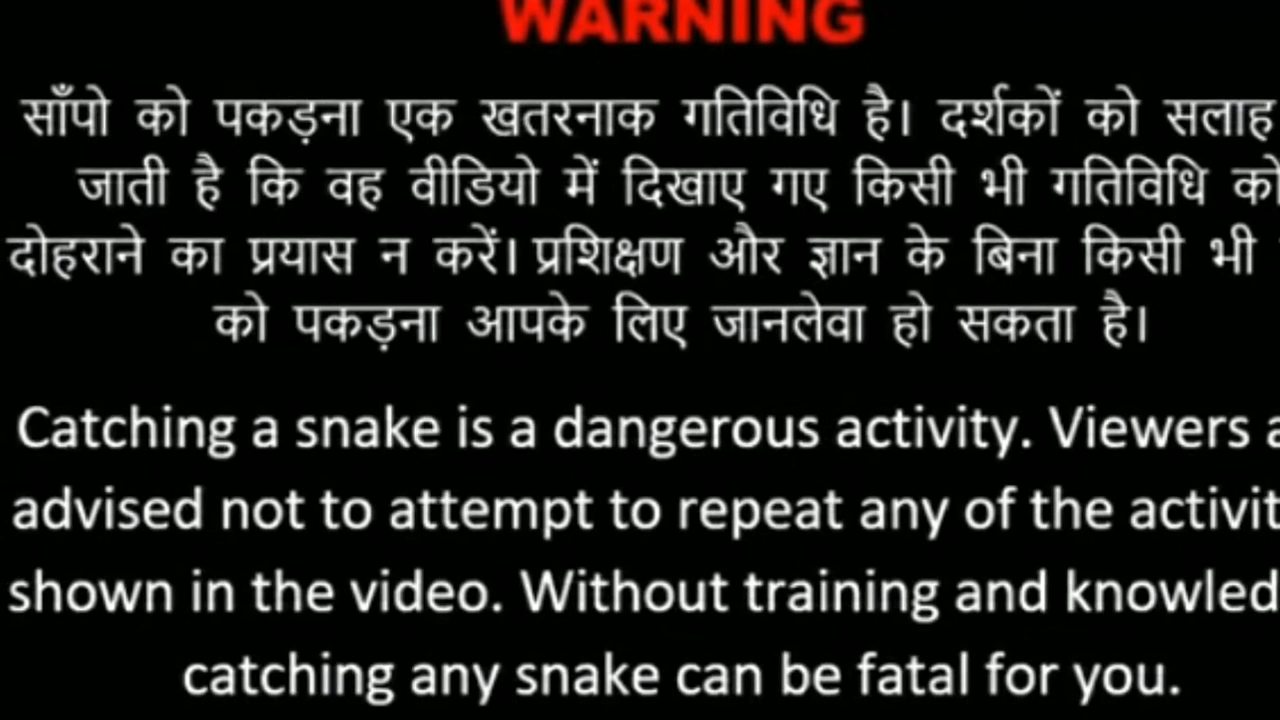 WARNING
साँपो को पकड़ना एक खतरनाक गतिविधि है। दर्शकों को सलाह
जाती है कि वह वीडियो में दिखाए गए किसी भी गतिविधि को
दोहराने का प्रयास न करें। प्रशिक्षण और ज्ञान के बिना किसी भी
को पकड़ना आपके लिए जानलेवा हो सकता है।
Catching a snake is a dangerous activity. Viewers a
advised not to attempt to repeat any of the activit
shown in the video. Without training and knowled
catching any snake can be fatal for you.